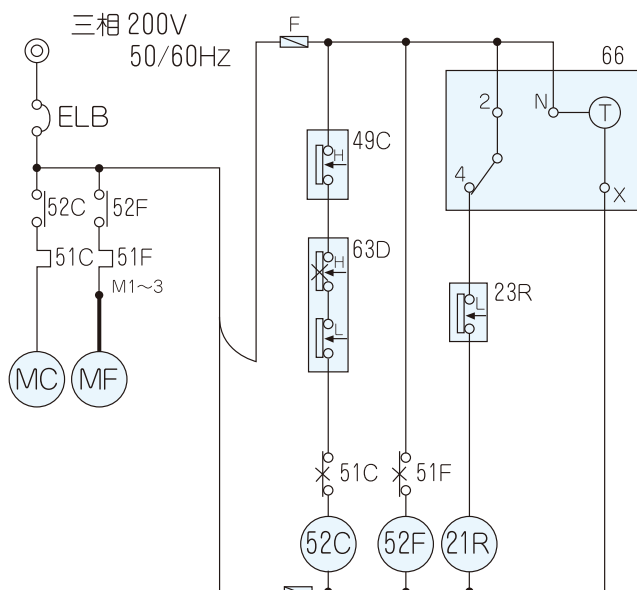 三相 200V
50/60Hz
F
66
ELB
2
N
T
49C
H
4
X
52C
52F
63D
H
51C
51F
M1～3
23R
L
L
MC
MF
51C
51F
52C
52F
21R